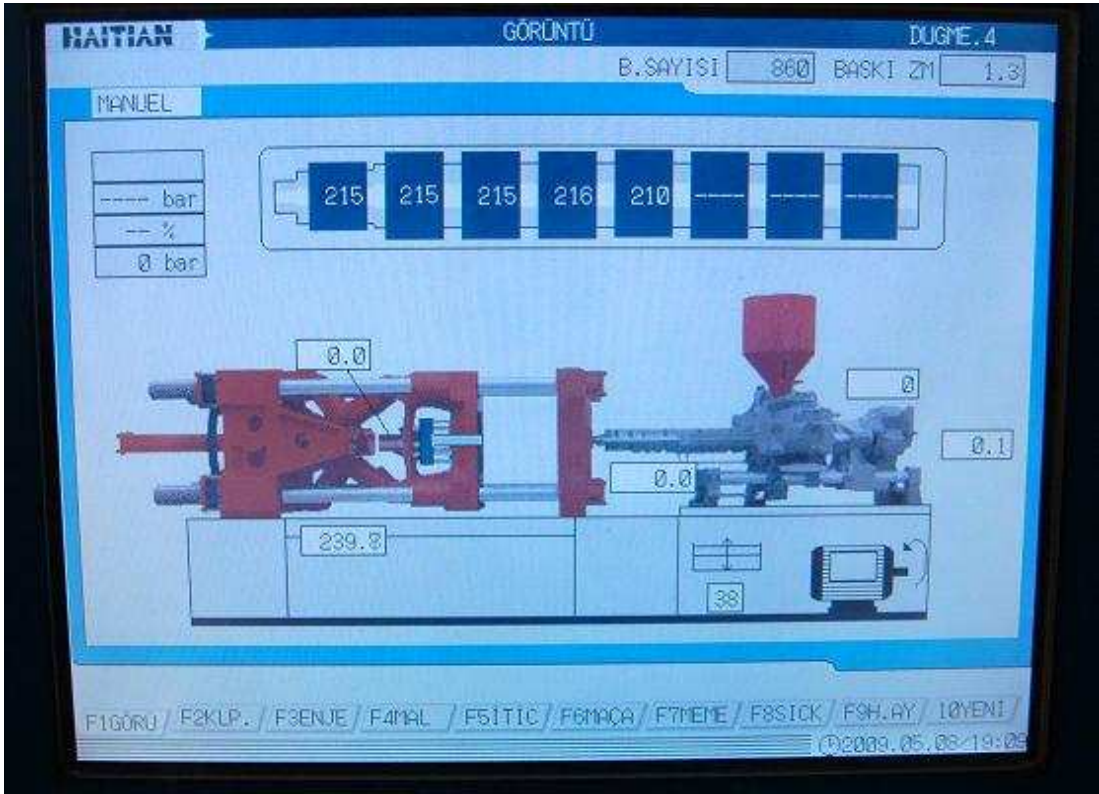 HAITIAN GÖRÜNTÜ DUGME.4
B.SAYISI 860 BASKI ZM 1.3
MANUEL
---- bar
-- %
0 bar
215 215 215 216 210 ---- ---- ----
0.0
0
0.1
0.0
239.8
38
F1GÖRU F2KLP. F3ENJE F4MAL F5İTİC F6MAÇA F7MEME F8SICK F9H.AY 10YENİ
2009.05.08/19:09